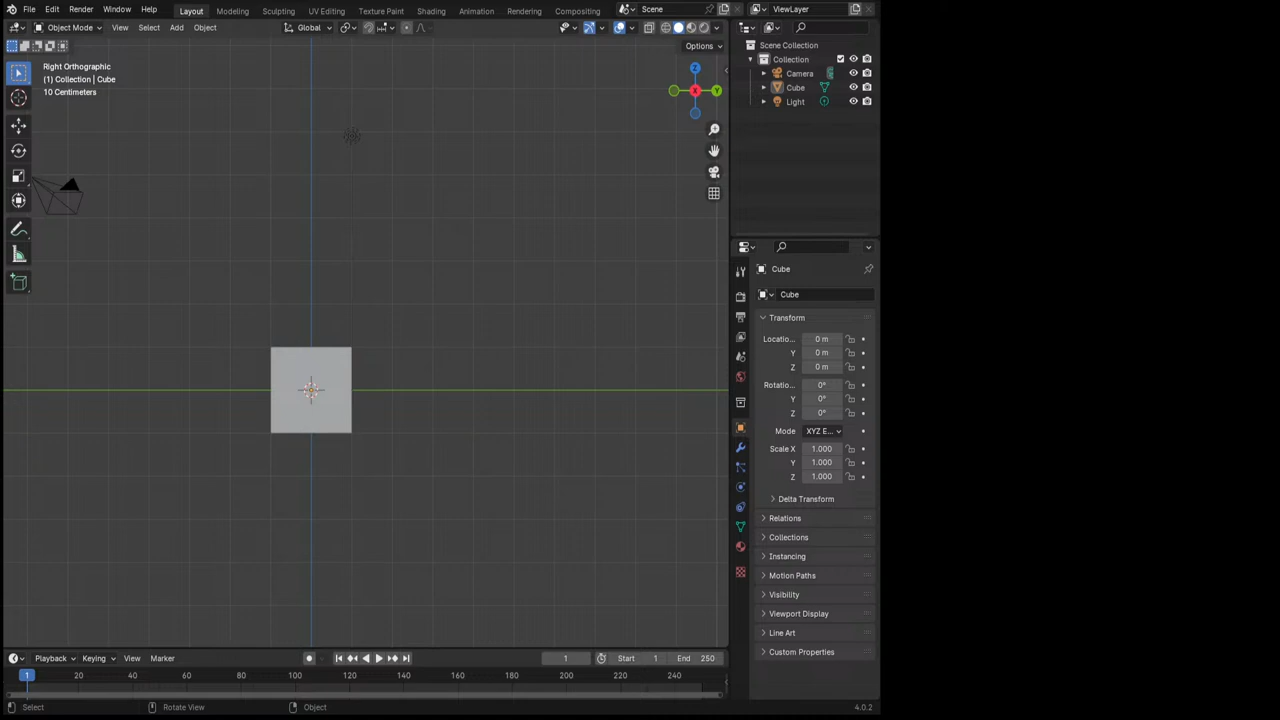 File Edit Render Window Help Layout Modeling Sculpting UV Editing Texture Paint Shading Animation Rendering Compositing Scene ViewLayer
Object Mode View Select Add Object Global
Options
Right Orthographic
(1) Collection | Cube
10 Centimeters
Z
X
Y
Scene Collection
Collection
Camera
Cube
Light
Cube
Cube
Transform
Locatio... 0 m
Y 0 m
Z 0 m
Rotatio... 0°
Y 0°
Z 0°
Mode XYZ E...
Scale X 1.000
Y 1.000
Z 1.000
Delta Transform
Relations
Collections
Instancing
Motion Paths
Visibility
Viewport Display
Line Art
Custom Properties
Playback Keying View Marker 1 Start 1 End 250
1 20 40 60 80 100 120 140 160 180 200 220 240
Select Rotate View Object 4.0.2